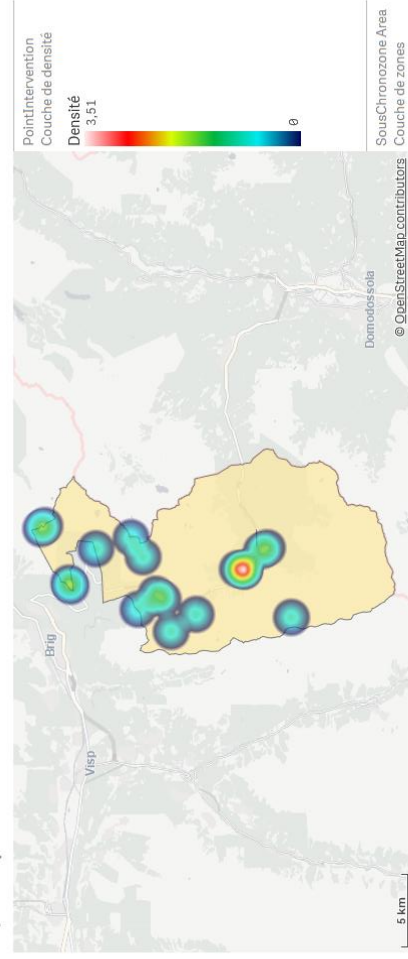 PointIntervention
Couche de densité
Densité
3,51
0
SousChronozone Area
Couche de zones
Brig
Visp
Domodossola
5 km
© OpenStreetMap contributors